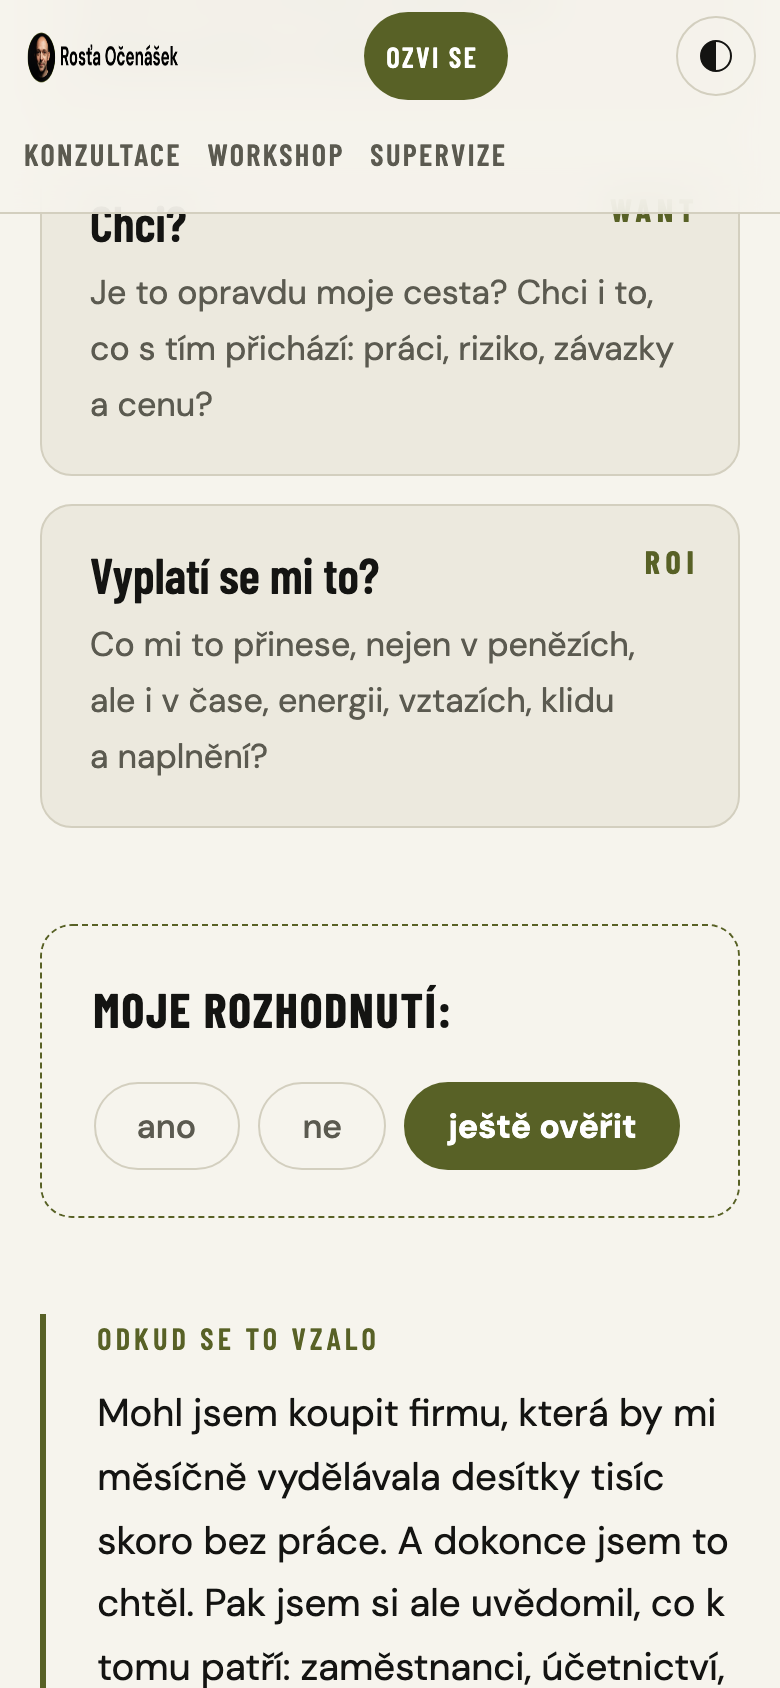 Rosťa Očenášek
OZVI SE
KONZULTACE WORKSHOP SUPERVIZE
Chci?
WANT
Je to opravdu moje cesta? Chci i to,
co s tím přichází: práci, riziko, závazky
a cenu?
Vyplatí se mi to?
ROI
Co mi to přinese, nejen v penězích,
ale i v čase, energii, vztazích, klidu
a naplnění?
MOJE ROZHODNUTÍ:
ano
ne
ještě ověřit
ODKUD SE TO VZALO
Mohl jsem koupit firmu, která by mi
měsíčně vydělávala desítky tisíc
skoro bez práce. A dokonce jsem to
chtěl. Pak jsem si ale uvědomil, co k
tomu patří: zaměstnanci, účetnictví,